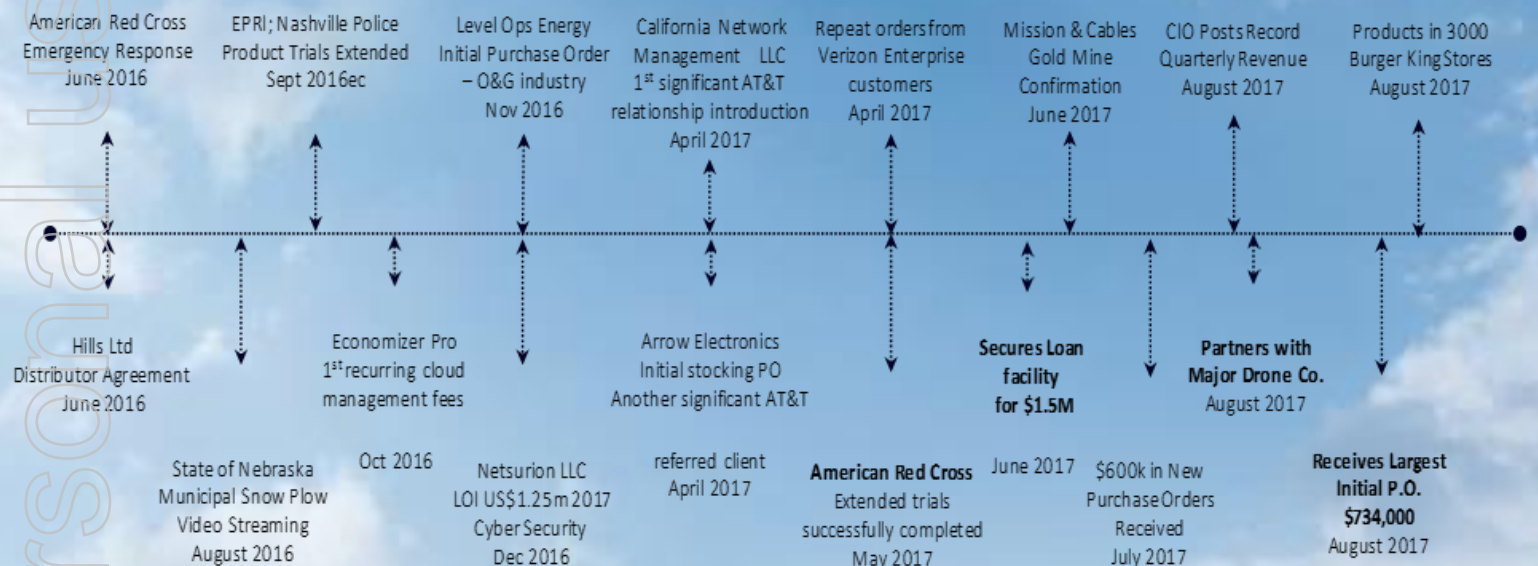 American Red Cross
Emergency Response
June 2016
EPRI; Nashville Police
Product Trials Extended
Sept 2016ec
Level Ops Energy
Initial Purchase Order
– O&G industry
Nov 2016
California Network
Management LLC
1st significant AT&T
relationship introduction
April 2017
Repeat orders from
Verizon Enterprise
customers
April 2017
Mission & Cables
Gold Mine
Confirmation
June 2017
CIO Posts Record
Quarterly Revenue
August 2017
Products in 3000
Burger King Stores
August 2017
Hills Ltd
Distributor Agreement
June 2016
State of Nebraska
Municipal Snow Plow
Video Streaming
August 2016
Economizer Pro
1st recurring cloud
management fees
Oct 2016
Netsurion LLC
LOI US$1.25m 2017
Cyber Security
Dec 2016
Arrow Electronics
Initial stocking PO
Another significant AT&T
referred client
April 2017
American Red Cross
Extended trials
successfully completed
May 2017
Secures Loan
facility
for $1.5M
June 2017
$600k in New
Purchase Orders
Received
July 2017
Partners with
Major Drone Co.
August 2017
Receives Largest
Initial P.O.
$734,000
August 2017